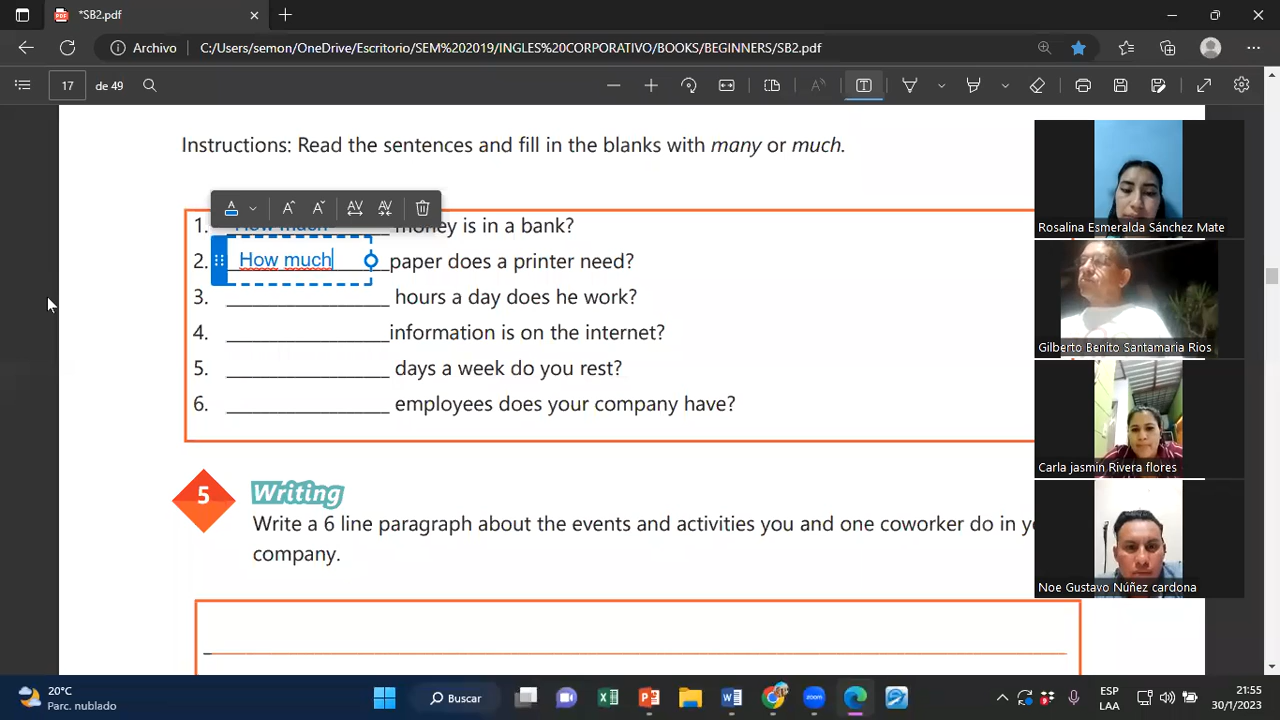 *SB2.pdf
Archivo
C:/Users/semon/OneDrive/Escritorio/SEM%202019/INGLES%20CORPORATIVO/BOOKS/BEGINNERS/SB2.pdf
17 de 49
Instructions: Read the sentences and fill in the blanks with many or much.
1. How much money is in a bank?
2. How much paper does a printer need?
3. ________________ hours a day does he work?
4. ________________information is on the internet?
5. ________________ days a week do you rest?
6. ________________ employees does your company have?
5 Writing
Write a 6 line paragraph about the events and activities you and one coworker do in
company.
Rosalina Esmeralda Sánchez Mate
Gilberto Benito Santamaria Rios
Carla jasmin Rivera flores
Noe Gustavo Núñez cardona
20°C
Parc. nublado
Buscar
zoom
ESP
LAA
21:55
30/1/2023